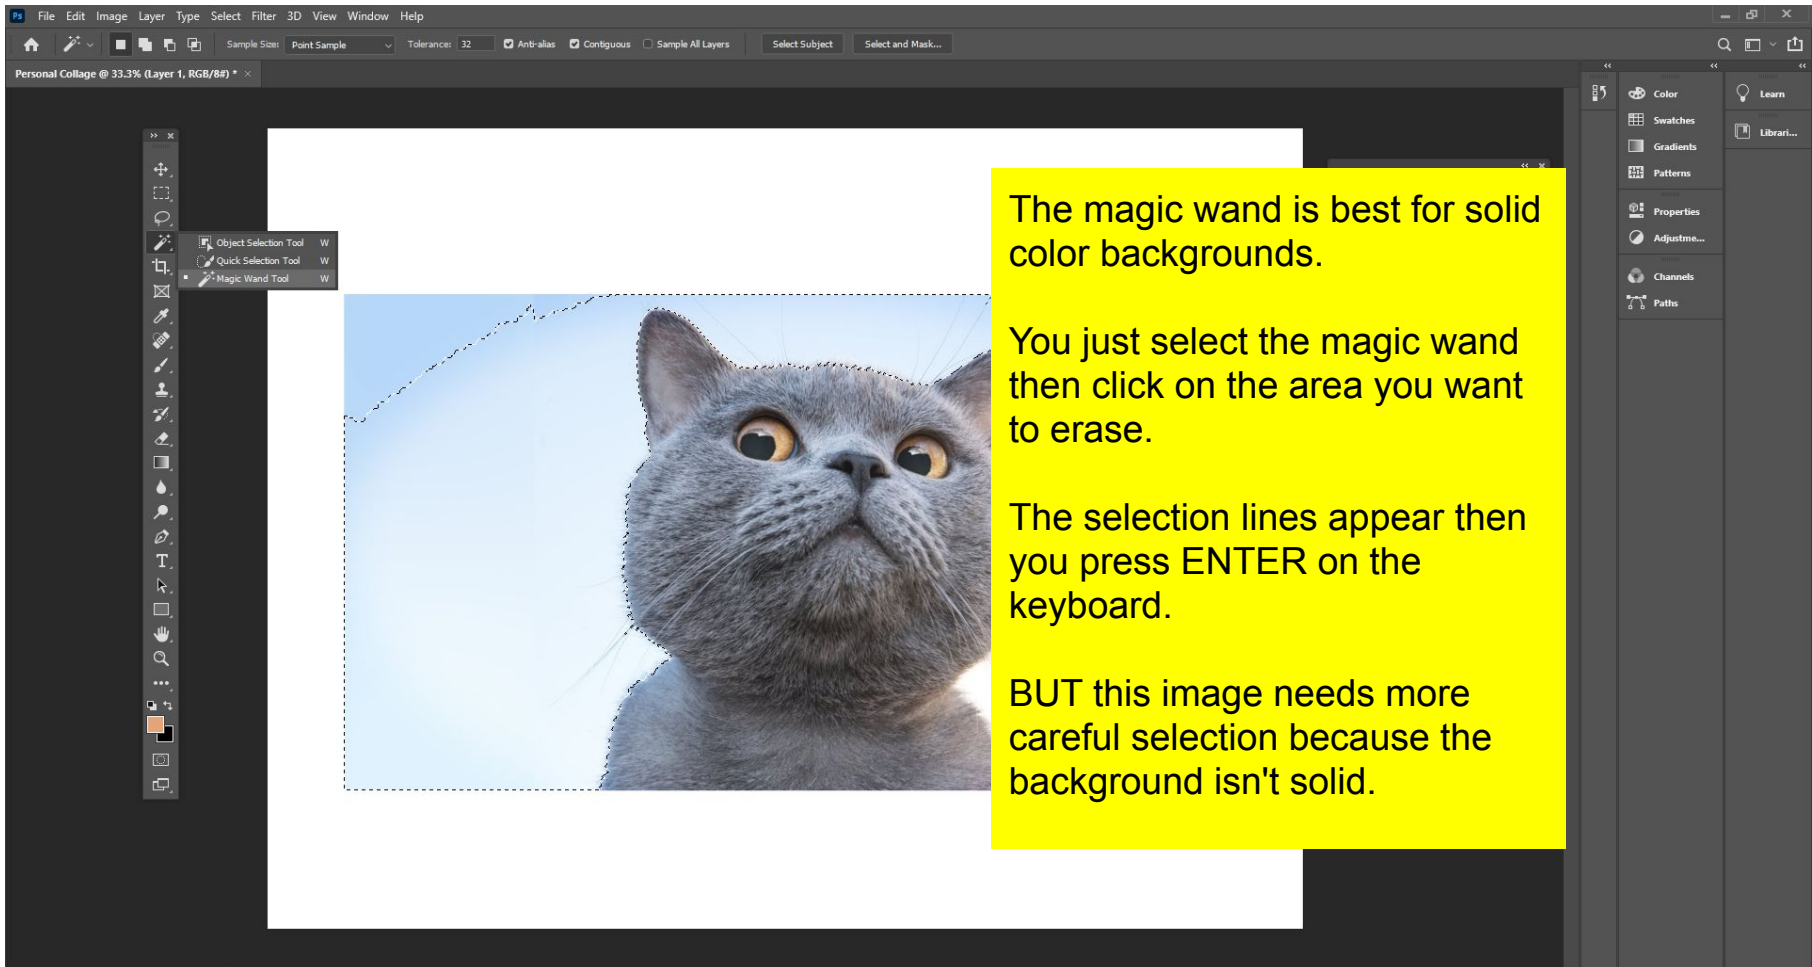 Ps File Edit Image Layer Type Select Filter 3D View Window Help
Sample Size: Point Sample Tolerance: 32 Anti-alias Contiguous Sample All Layers Select Subject Select and Mask...
Personal Collage @ 33.3% (Layer 1, RGB/8#) * ×
Color
Swatches
Gradients
Patterns
Properties
Adjustme...
Channels
Paths
Learn
Librari...
Object Selection Tool W
Quick Selection Tool W
Magic Wand Tool W
T
The magic wand is best for solid
color backgrounds.
You just select the magic wand
then click on the area you want
to erase.
The selection lines appear then
you press ENTER on the
keyboard.
BUT this image needs more
careful selection because the
background isn't solid.